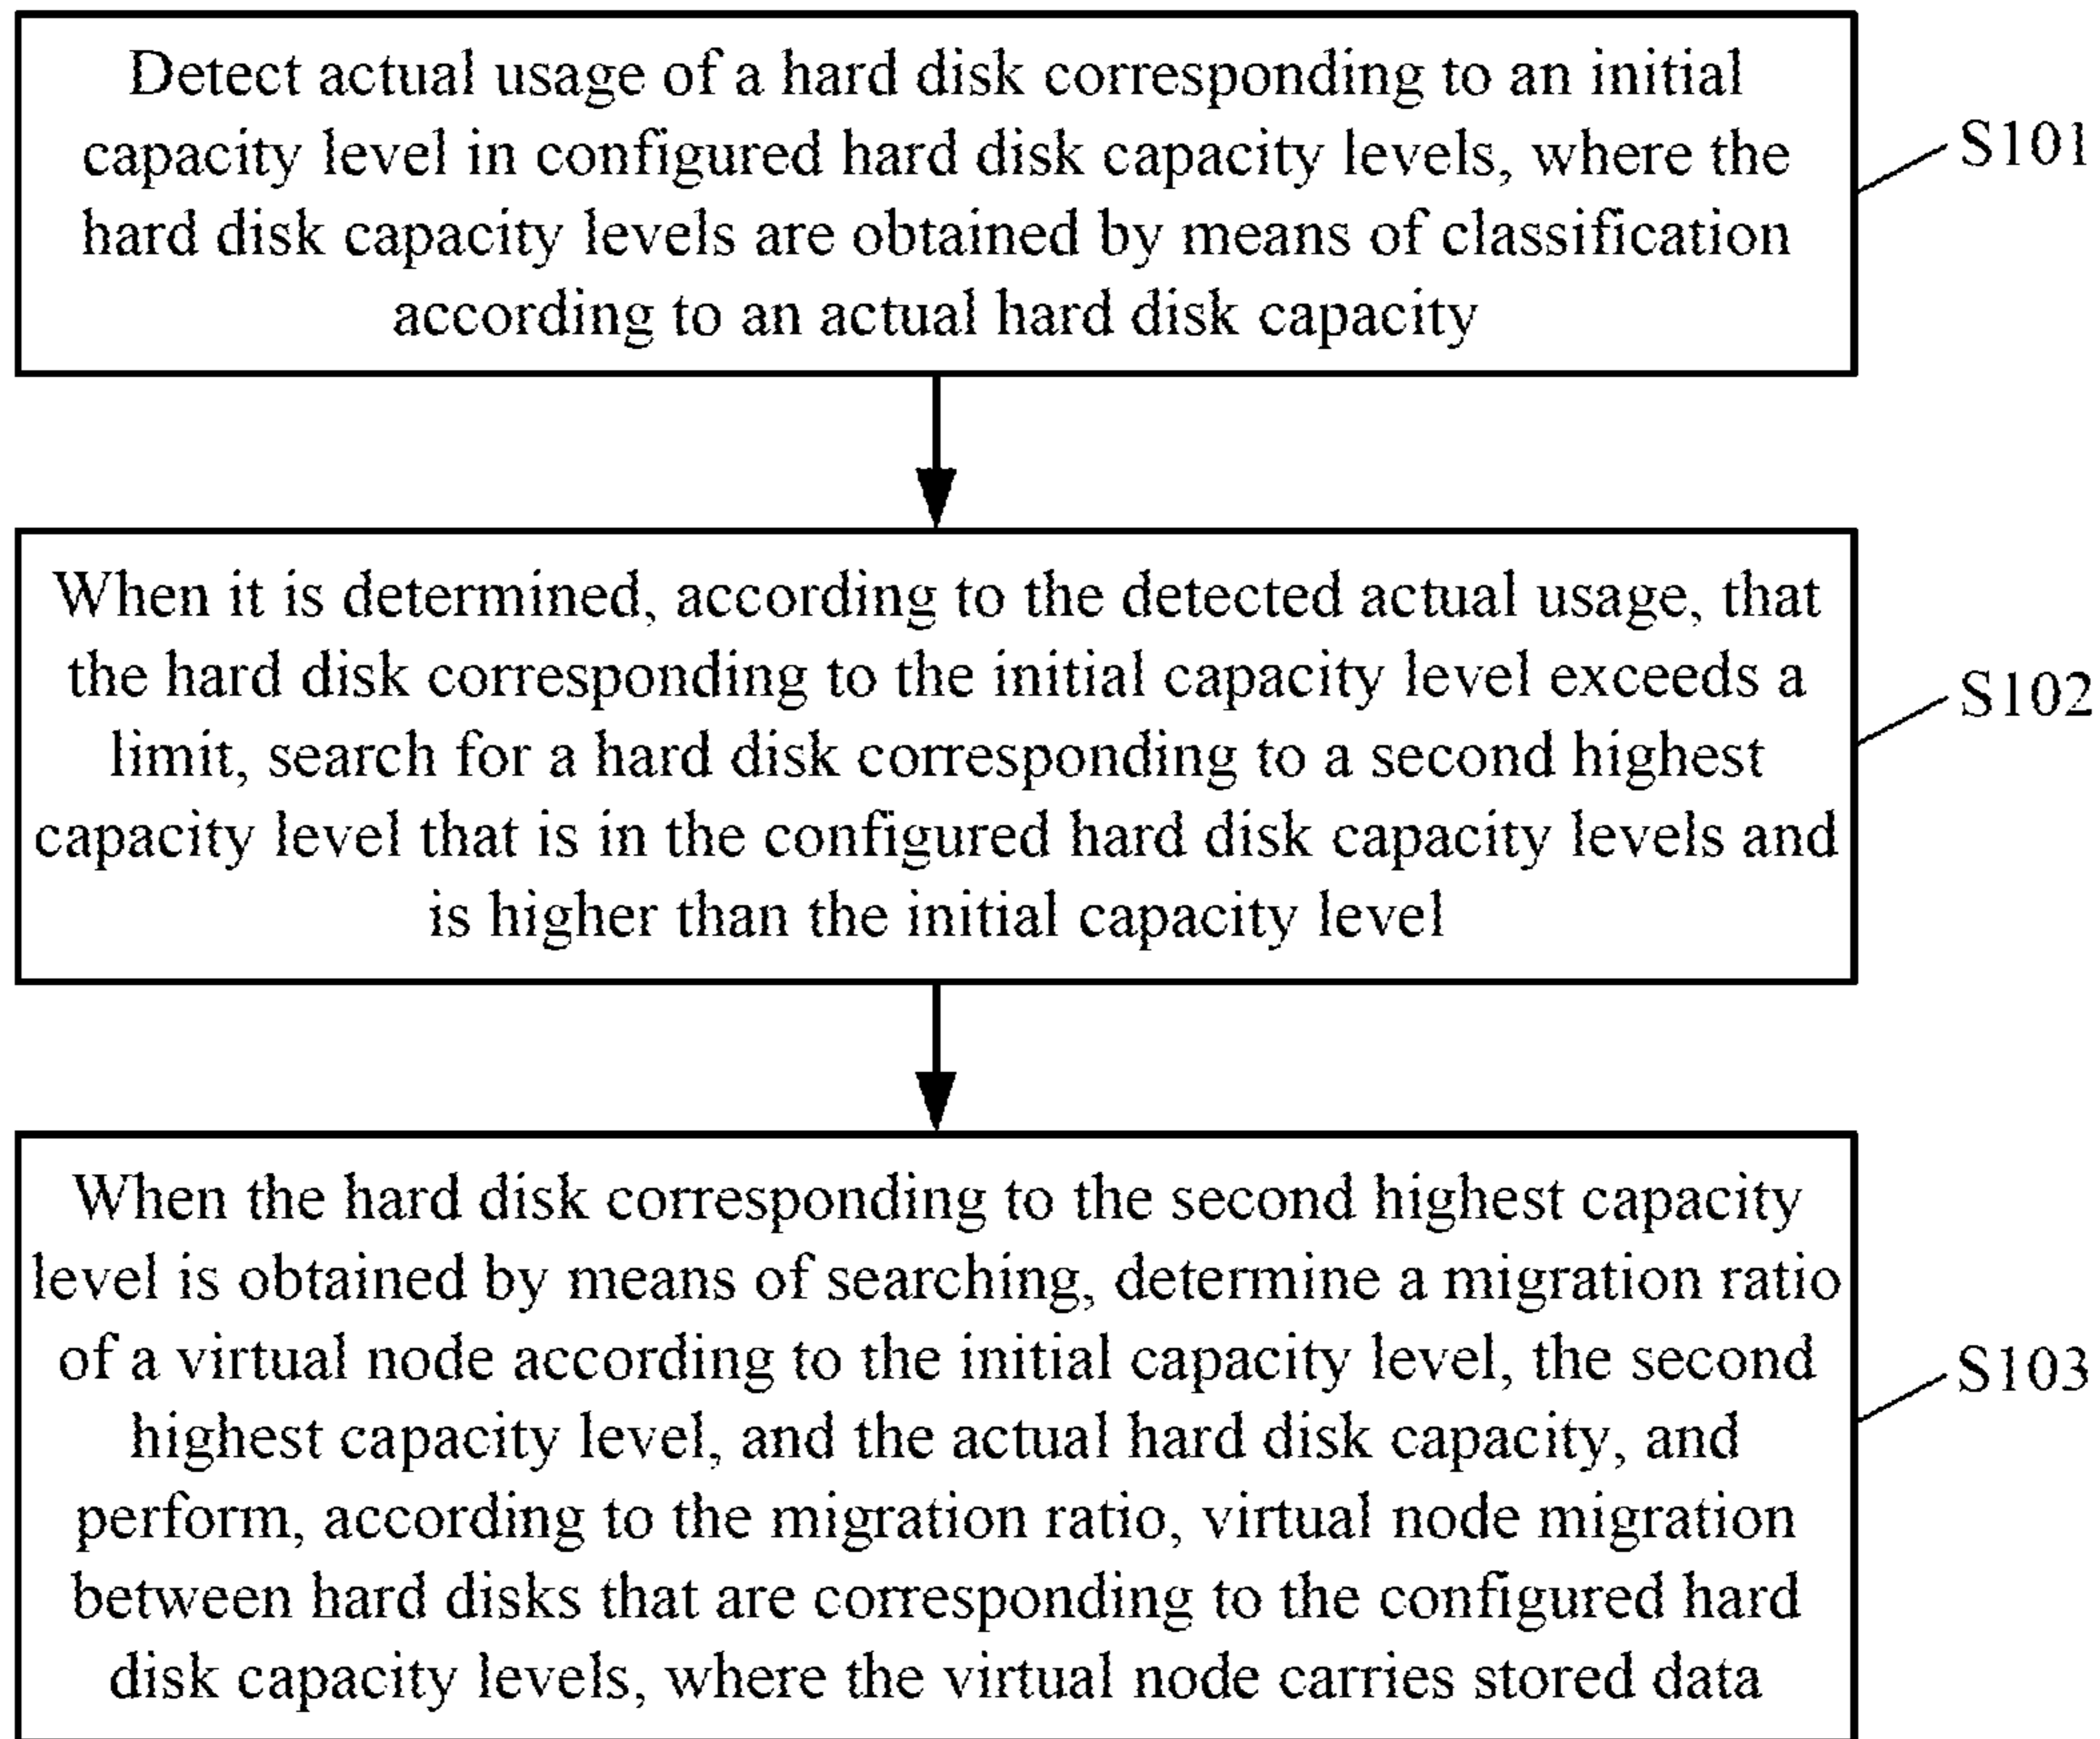 Detect actual usage of a hard disk corresponding to an initial
capacity level in configured hard disk capacity levels, where the
hard disk capacity levels are obtained by means of classification
according to an actual hard disk capacity
S101
When it is determined, according to the detected actual usage, that
the hard disk corresponding to the initial capacity level exceeds a
limit, search for a hard disk corresponding to a second highest
capacity level that is in the configured hard disk capacity levels and
is higher than the initial capacity level
S102
When the hard disk corresponding to the second highest capacity
level is obtained by means of searching, determine a migration ratio
of a virtual node according to the initial capacity level, the second
highest capacity level, and the actual hard disk capacity, and
perform, according to the migration ratio, virtual node migration
between hard disks that are corresponding to the configured hard
disk capacity levels, where the virtual node carries stored data
S103